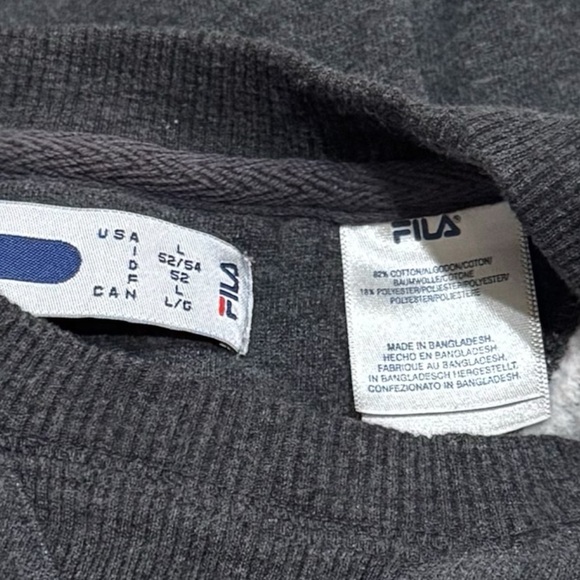 USA L
I 52/54
D 52
F L
CAN L/G
FILA
FILA®
82% COTTON/ALGODON/COTON/
BAUMWOLLE/COTONE
18% POLYESTER/POLIESTER/POLYESTER/
POLYESTER/POLIESTERE
MADE IN BANGLADESH.
HECHO EN BANGLADESH.
FABRIQUE AU BANGLADESH.
IN BANGLADESCH HERGESTELLT.
CONFEZIONATO IN BANGLADESH.